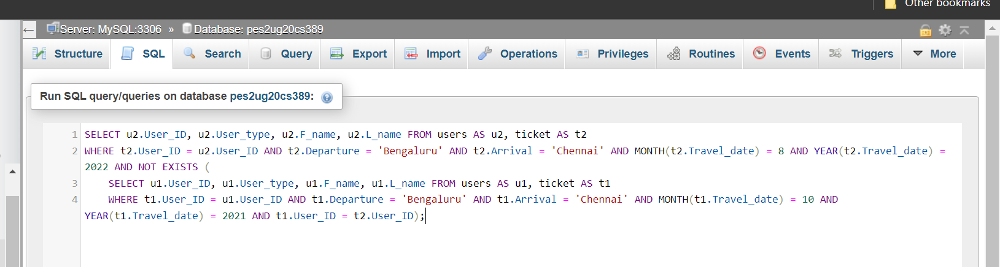 Other bookmarks
Server: MySQL:3306 » Database: pes2ug20cs389
Structure SQL Search Query Export Import Operations Privileges Routines Events Triggers More
Run SQL query/queries on database pes2ug20cs389:
1 SELECT u2.User_ID, u2.User_type, u2.F_name, u2.L_name FROM users AS u2, ticket AS t2
2 WHERE t2.User_ID = u2.User_ID AND t2.Departure = 'Bengaluru' AND t2.Arrival = 'Chennai' AND MONTH(t2.Travel_date) = 8 AND YEAR(t2.Travel_date) =
2022 AND NOT EXISTS (
3 SELECT u1.User_ID, u1.User_type, u1.F_name, u1.L_name FROM users AS u1, ticket AS t1
4 WHERE t1.User_ID = u1.User_ID AND t1.Departure = 'Bengaluru' AND t1.Arrival = 'Chennai' AND MONTH(t1.Travel_date) = 10 AND
YEAR(t1.Travel_date) = 2021 AND t1.User_ID = t2.User_ID);